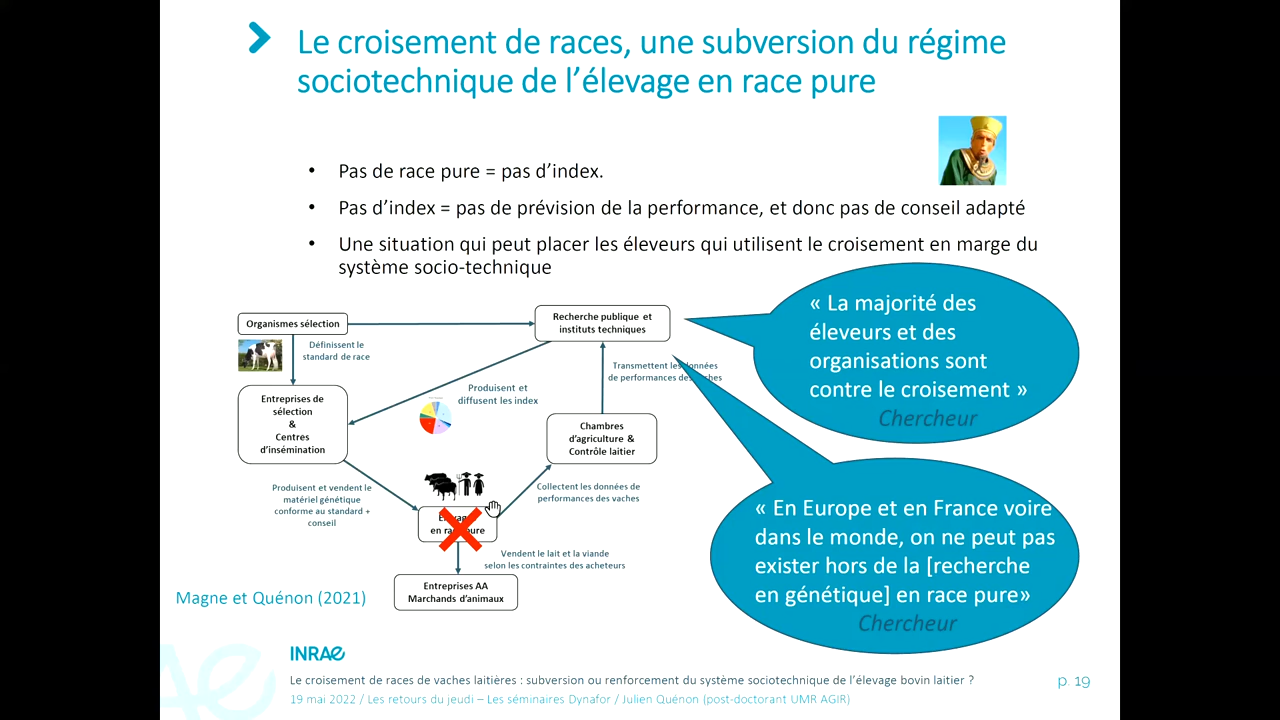 Le croisement de races, une subversion du régime
sociotechnique de l'élevage en race pure
• Pas de race pure = pas d'index.
• Pas d'index = pas de prévision de la performance, et donc pas de conseil adapté
• Une situation qui peut placer les éleveurs qui utilisent le croisement en marge du
système socio-technique
Organismes sélection
Définissent le
standard de race
Recherche publique et
instituts techniques
Transmettent les données
de performances des vaches
Produisent et
diffusent les index
Entreprises de
sélection
&
Centres
d'insémination
Chambres
d'agriculture &
Contrôle laitier
Produisent et vendent le
matériel génétique
conforme au standard +
conseil
Collectent les données de
performances des vaches
en pure
Vendent le lait et la viande
selon les contraintes des acheteurs
Entreprises AA
Marchands d'animaux
« La majorité des
éleveurs et des
organisations sont
contre le croisement »
Chercheur
« En Europe et en France voire
dans le monde, on ne peut pas
exister hors de la [recherche
en génétique] en race pure»
Chercheur
Magne et Quénon (2021)
INRAE
Le croisement de races de vaches laitières : subversion ou renforcement du système sociotechnique de l'élevage bovin laitier ?
19 mai 2022 / Les retours du jeudi – Les séminaires Dynafor / Julien Quénon (post-doctorant UMR AGIR)
p. 19